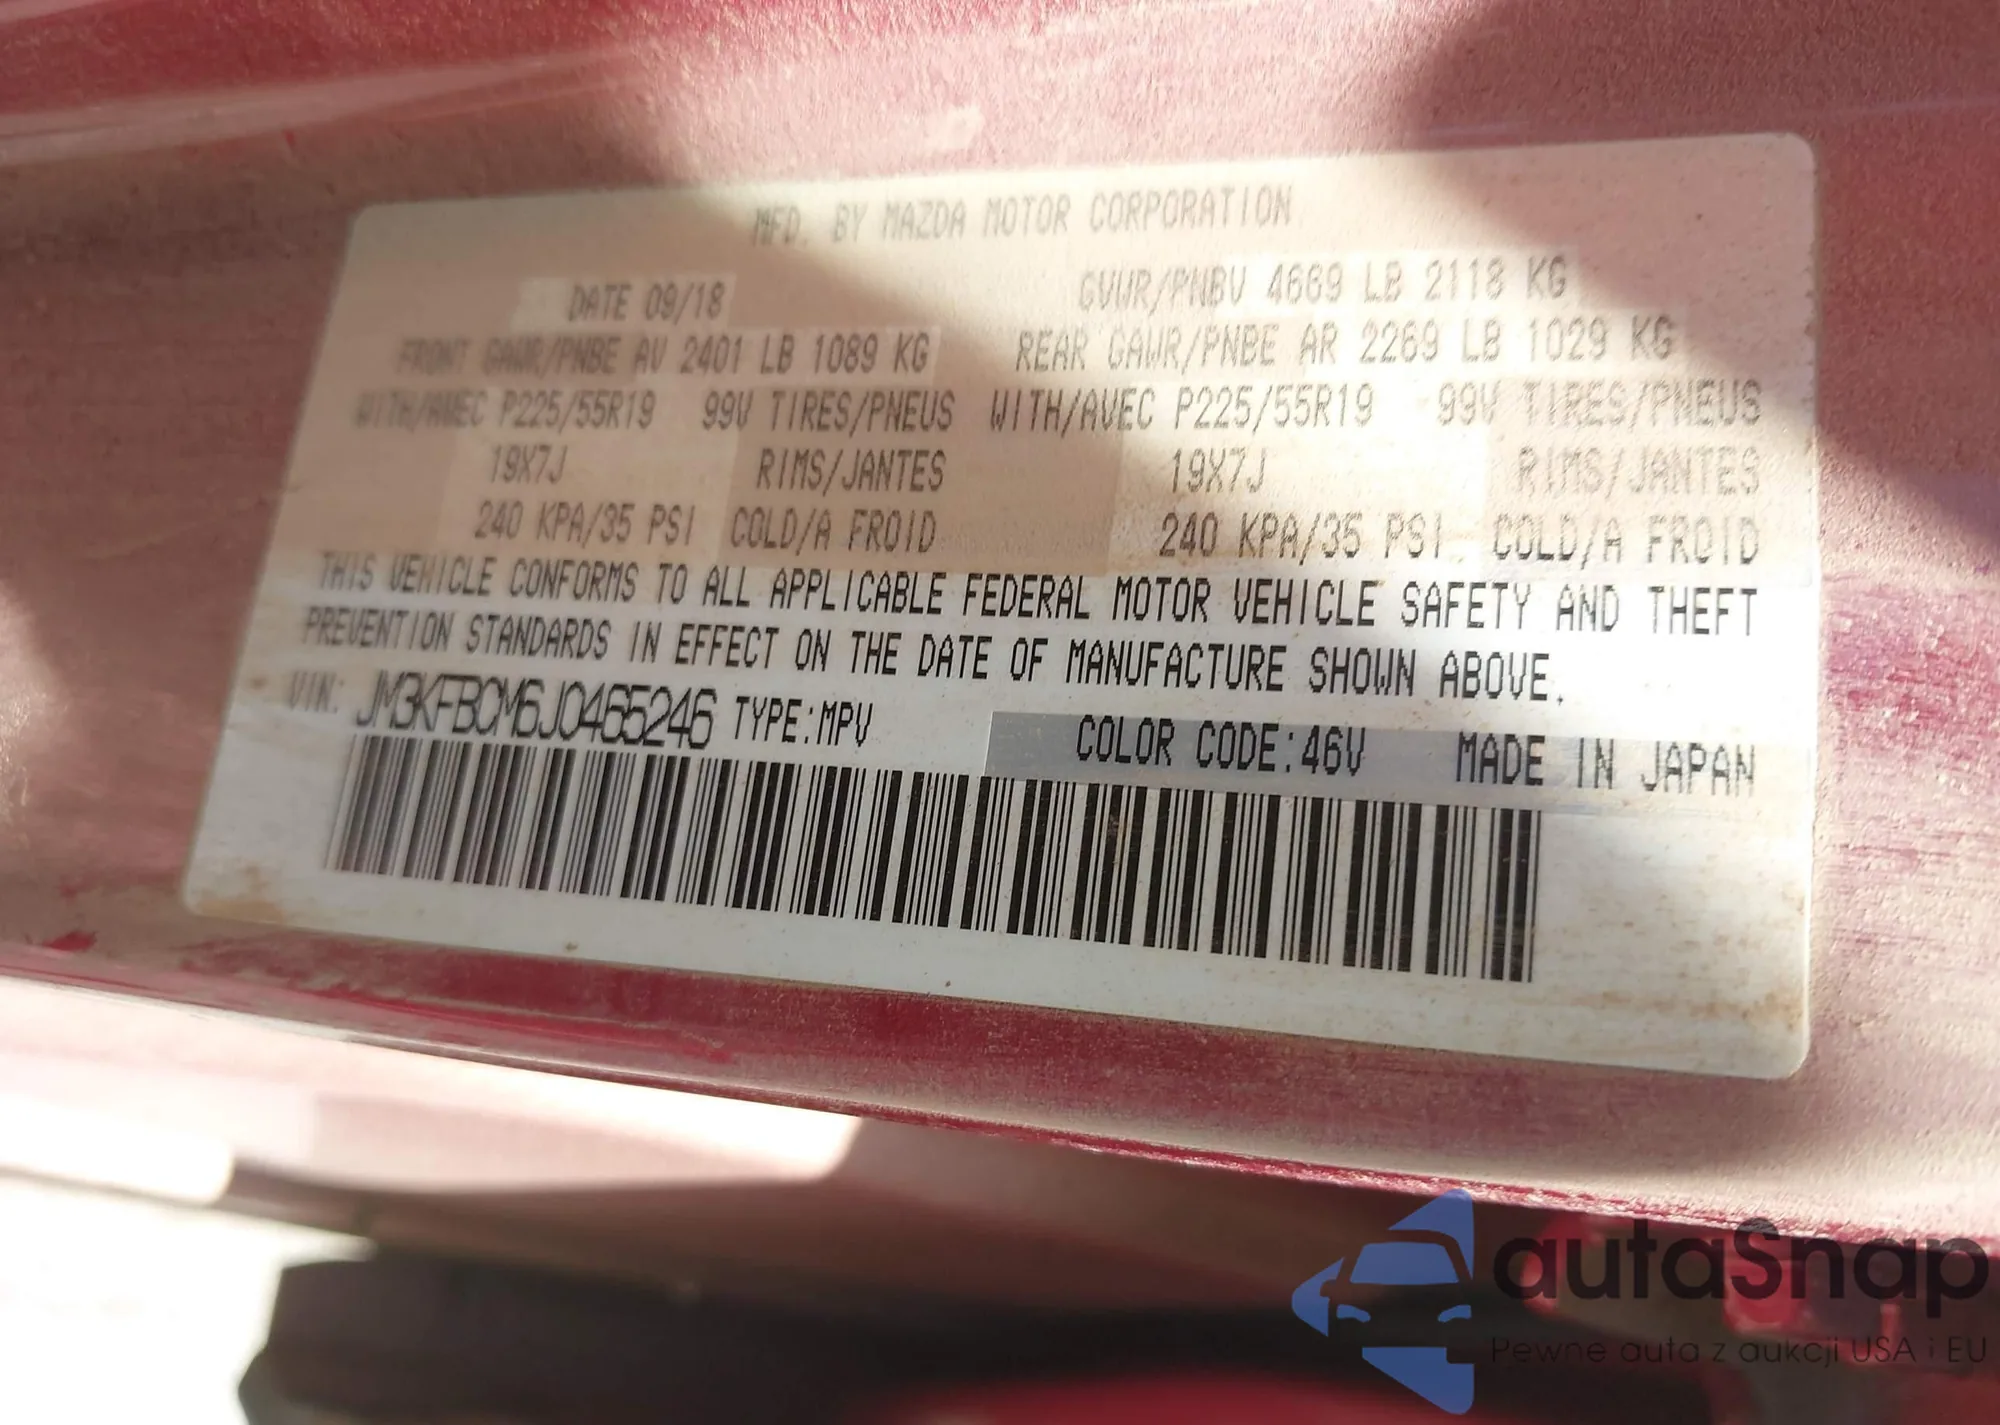 MFD. BY MAZDA MOTOR CORPORATION
DATE 09/18 GVWR/PNBV 4669 LB 2118 KG
FRONT GAWR/PNBE AV 2401 LB 1089 KG REAR GAWR/PNBE AR 2269 LB 1029 KG
WITH/AVEC P225/55R19 99V TIRES/PNEUS WITH/AVEC P225/55R19 99V TIRES/PNEUS
19X7J RIMS/JANTES 19X7J RIMS/JANTES
240 KPA/35 PSI COLD/A FROID 240 KPA/35 PSI COLD/A FROID
THIS VEHICLE CONFORMS TO ALL APPLICABLE FEDERAL MOTOR VEHICLE SAFETY AND THEFT
PREVENTION STANDARDS IN EFFECT ON THE DATE OF MANUFACTURE SHOWN ABOVE.
VIN: JM3KFBCM6J0465246 TYPE:MPV COLOR CODE:46V MADE IN JAPAN
autaSnap
Pewne auta z aukcji USA i EU